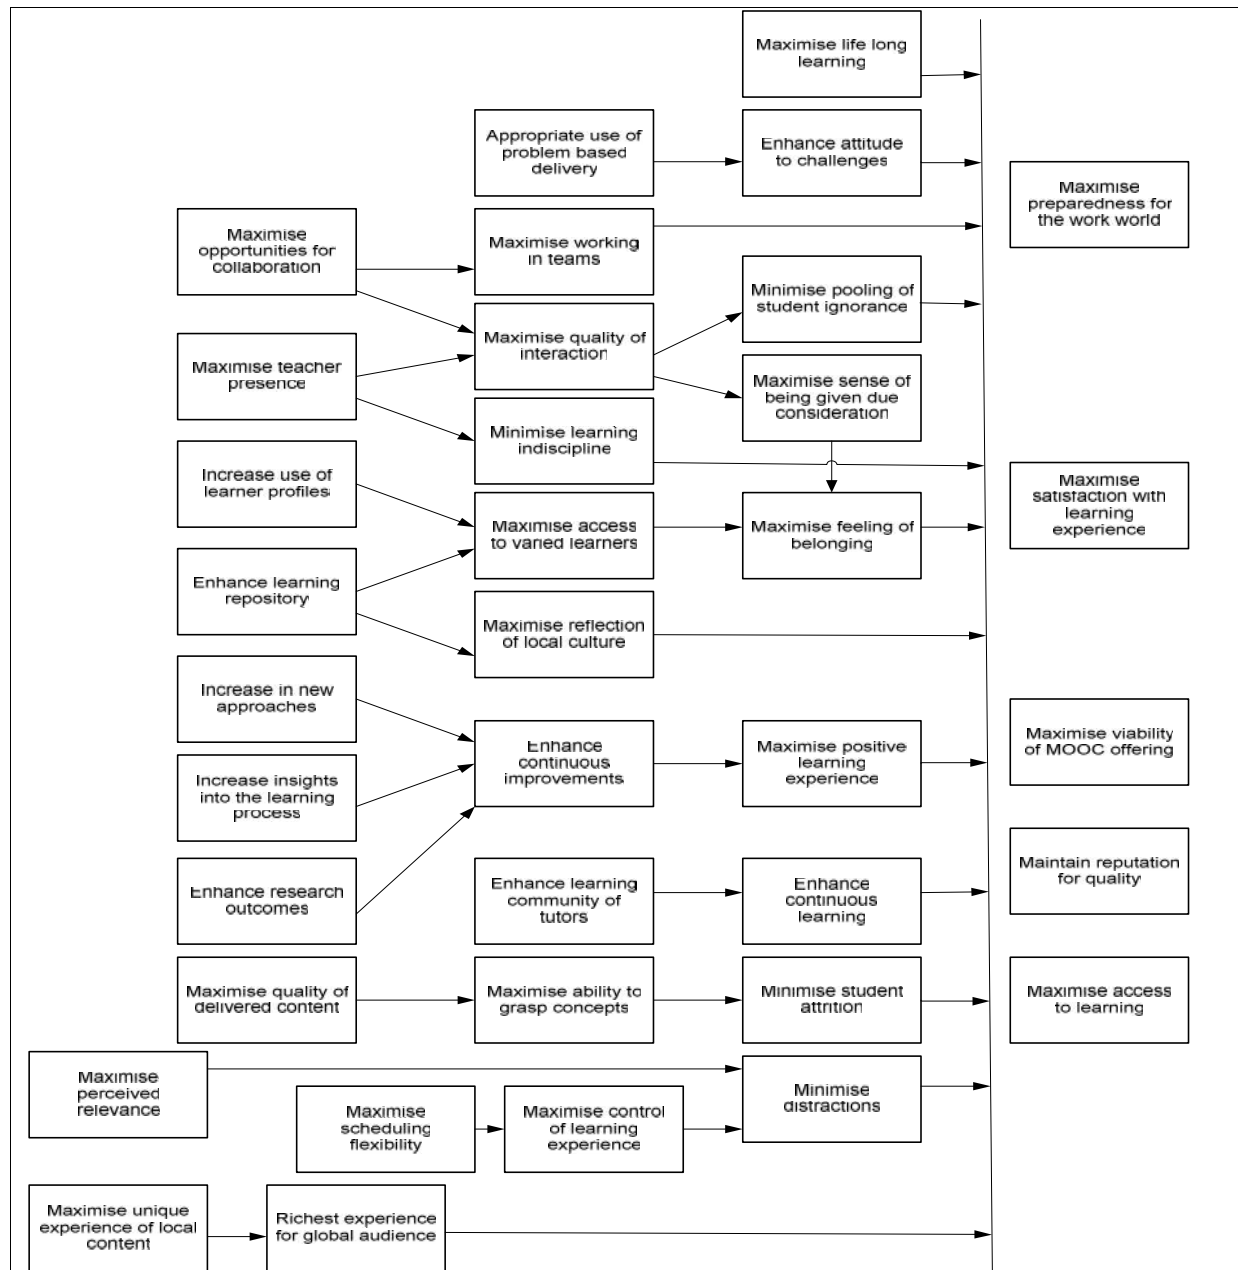 Maximise life long
learning
Appropriate use of
problem based
delivery
Enhance attitude
to challenges
Maximise
preparedness for
the work world
Maximise
opportunities for
collaboration
Maximise working
in teams
Minimise pooling of
student ignorance
Maximise teacher
presence
Maximise quality of
interaction
Maximise sense of
being given due
consideration
Increase use of
learner profiles
Minimise learning
indiscipline
Maximise
satisfaction with
learning
experience
Enhance learning
repository
Maximise access
to varied learners
Maximise feeling of
belonging
Maximise reflection
of local culture
Increase in new
approaches
Increase insights
into the learning
process
Enhance
continuous
improvements
Maximise positive
learning
experience
Maximise viability
of MOOC offering
Enhance research
outcomes
Enhance learning
community of
tutors
Enhance
continuous
learning
Maintain reputation
for quality
Maximise quality of
delivered content
Maximise ability to
grasp concepts
Minimise student
attrition
Maximise access
to learning
Maximise
perceived
relevance
Maximise
scheduling
flexibility
Maximise control
of learning
experience
Minimise
distractions
Maximise unique
experience of local
content
Richest experience
for global audience